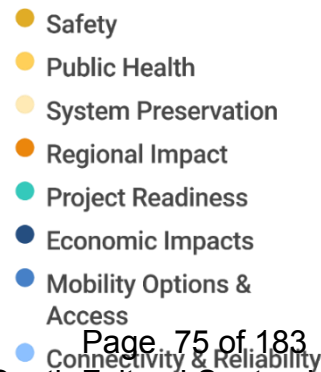 Safety
Public Health
System Preservation
Regional Impact
Project Readiness
Economic Impacts
Mobility Options &
Access
Page 75 of 183
Connectivity & Reliability